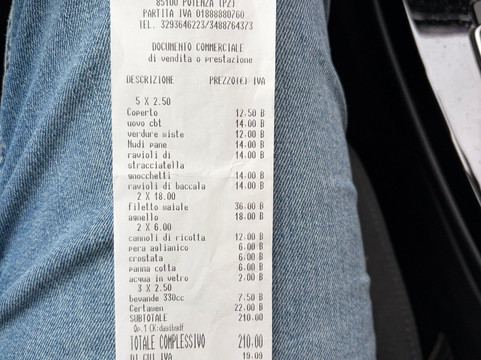 85100 POTENZA (PZ)
PARTITA IVA 01888880760
TEL. 3293646223/3488764373
DOCUMENTO COMMERCIALE
di vendita o prestazione
DESCRIZIONE PREZZO(€) IVA
5 X 2.50
Coperto 12.50 B
uovo cbt 14.00 B
verdure miste 12.00 B
Nudi pane 14.00 B
ravioli di 14.00 B
stracciatella
gnocchetti 14.00 B
ravioli di baccala 14.00 B
2 X 18.00
filetto maiale 36.00 B
agnello 18.00 B
2 X 6.00
cannoli di ricotta 12.00 B
pera aglianico 6.00 B
crostata 6.00 B
panna cotta 6.00 B
acqua in vetro 2.00 B
3 X 2.50
bevande 330cc 7.50 B
Certamen 22.00 B
SUBTOTALE 210.00
Op.1
TOTALE COMPLESSIVO 210.00
DI CUI IVA 19.09